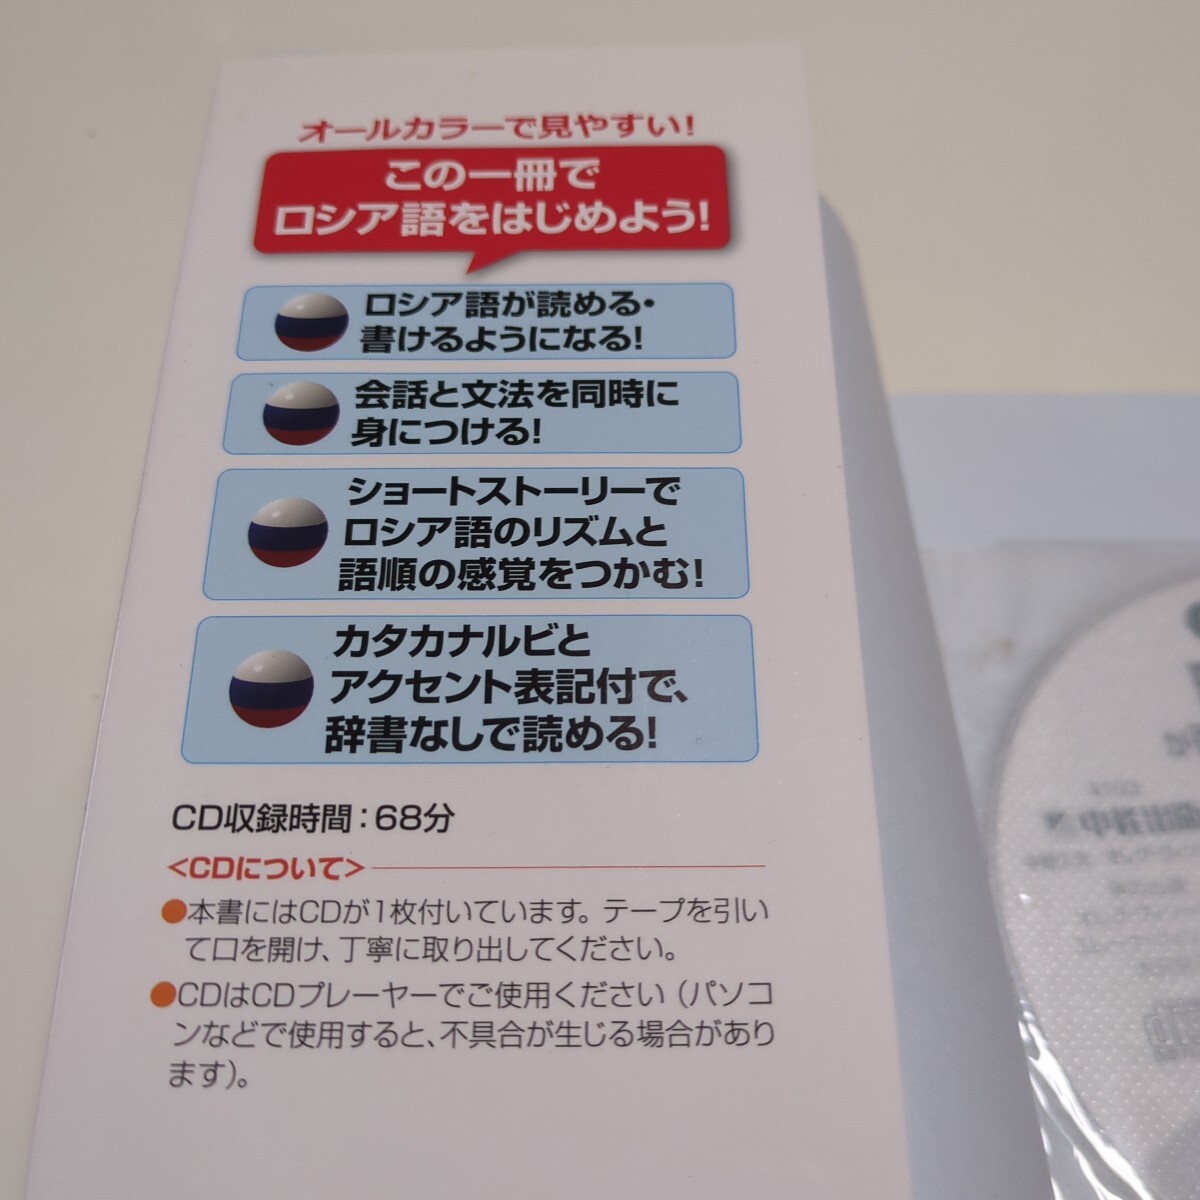 オールカラーで見やすい!
この一冊で
ロシア語をはじめよう!
ロシア語が読める・
書けるようになる!
会話と文法を同時に
身につける!
ショートストーリーで
ロシア語のリズムと
語順の感覚をつかむ!
カタカナルビと
アクセント表記付で、
辞書なしで読める!
CD収録時間:68分
<CDについて>
●本書にはCDが1枚付いています。テープを引い
て口を開け、丁寧に取り出してください。
●CDはCDプレーヤーでご使用ください(パソコ
ンなどで使用すると、不具合が生じる場合があり
ます)。
中経出版